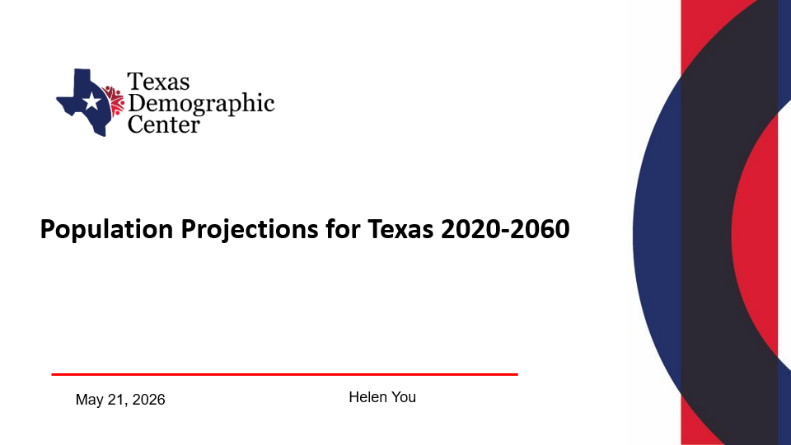 Texas
Demographic
Center
Population Projections for Texas 2020-2060
May 21, 2026
Helen You